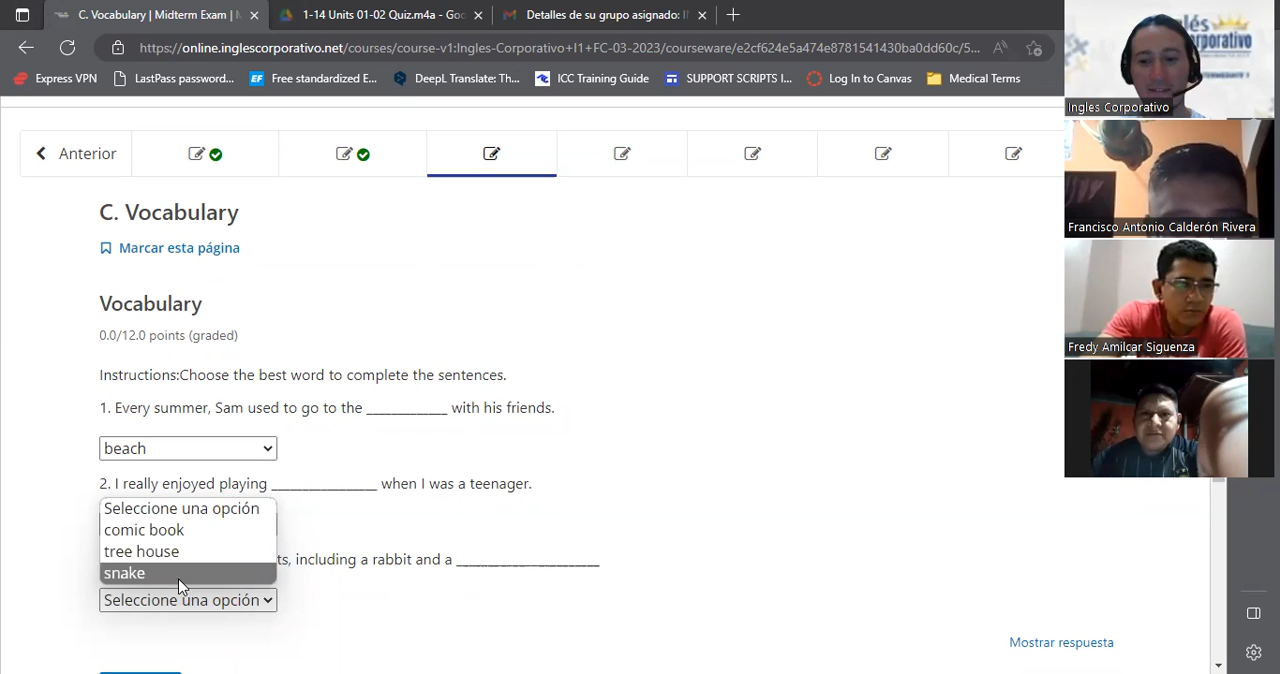 C. Vocabulary | Midterm Exam |
1-14 Units 01-02 Quiz.m4a - Goo
Detalles de su grupo asignado: I
https://online.inglescorporativo.net/courses/course-v1:Ingles-Corporativo+I1+FC-03-2023/courseware/e2cf624e5a474e8781541430ba0dd60c/5...
Express VPN
LastPass password...
Free standardized E...
DeepL Translate: Th...
ICC Training Guide
SUPPORT SCRIPTS I...
Log In to Canvas
Medical Terms
Anterior
C. Vocabulary
Marcar esta página
Vocabulary
0.0/12.0 points (graded)
Instructions:Choose the best word to complete the sentences.
1. Every summer, Sam used to go to the ____________ with his friends.
beach
2. I really enjoyed playing ________________ when I was a teenager.
Seleccione una opción
comic book
tree house
snake
ts, including a rabbit and a _____________________
Seleccione una opción
Mostrar respuesta
Ingles Corporativo
Francisco Antonio Calderón Rivera
Fredy Amilcar Siguenza